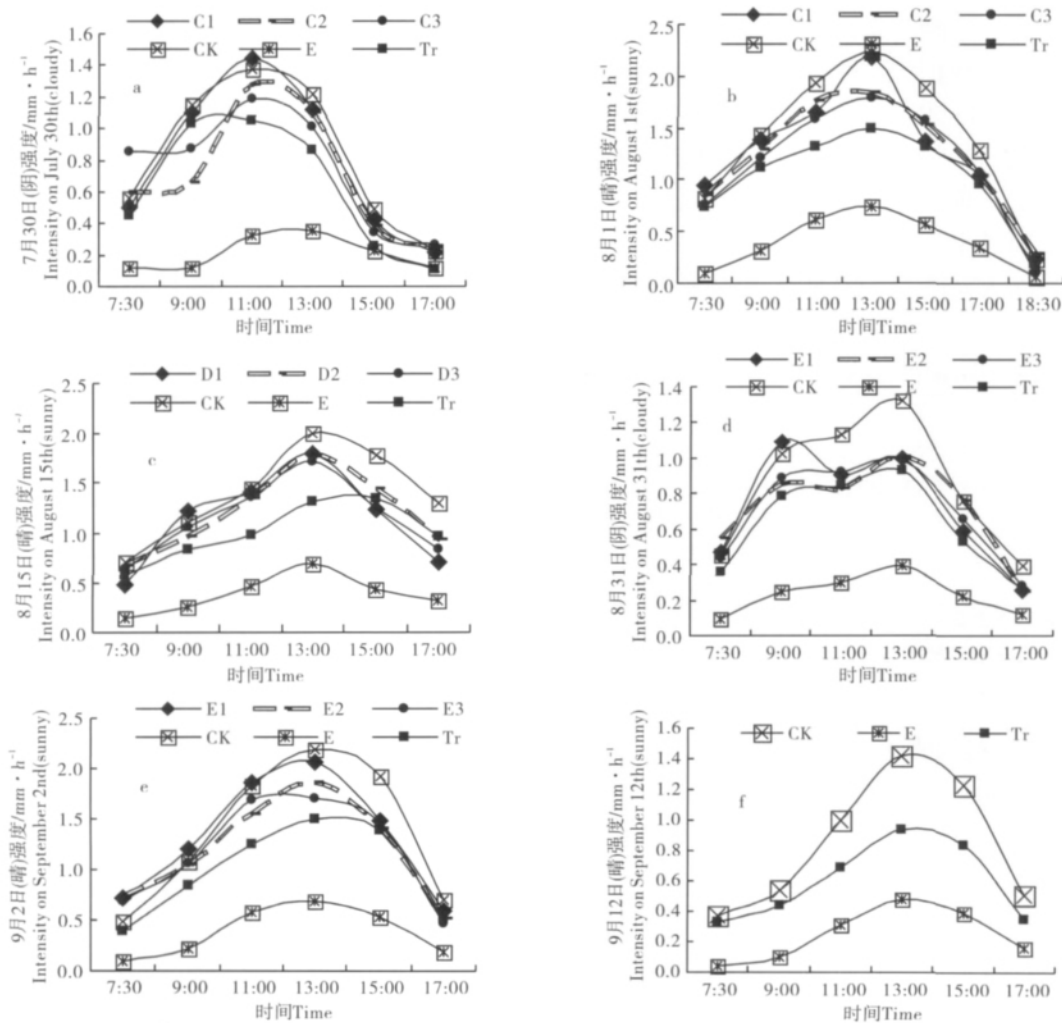 C1 C2 C3
CK E Tr
a
7月30日(阴)强度/mm·h⁻¹
Intensity on July 30th(cloudy)
1.6
1.4
1.2
1.0
0.8
0.6
0.4
0.2
0.0
7:30 9:00 11:00 13:00 15:00 17:00
时间Time
C1 C2 C3
CK E Tr
b
8月1日(晴)强度/mm·h⁻¹
Intensity on August 1st(sunny)
2.5
2.0
1.5
1.0
0.5
0.0
7:30 9:00 11:00 13:00 15:00 17:00 18:30
时间Time
D1 D2 D3
CK E Tr
c
8月15日(晴)强度/mm·h⁻¹
Intensity on August 15th(sunny)
2.5
2.0
1.5
1.0
0.5
0.0
7:30 9:00 11:00 13:00 15:00 17:00
时间Time
E1 E2 E3
CK E Tr
d
8月31日(阴)强度/mm·h⁻¹
Intensity on August 31th(cloudy)
1.4
1.2
1.0
0.8
0.6
0.4
0.2
0.0
7:30 9:00 11:00 13:00 15:00 17:00
时间Time
E1 E2 E3
CK E Tr
e
9月2日(晴)强度/mm·h⁻¹
Intensity on September 2nd(sunny)
2.5
2.0
1.5
1.0
0.5
0.0
7:30 9:00 11:00 13:00 15:00 17:00
时间Time
CK E Tr
f
9月12日(晴)强度/mm·h⁻¹
Intensity on September 12th(sunny)
1.6
1.4
1.2
1.0
0.8
0.6
0.4
0.2
0.0
7:30 9:00 11:00 13:00 15:00 17:00
时间Time